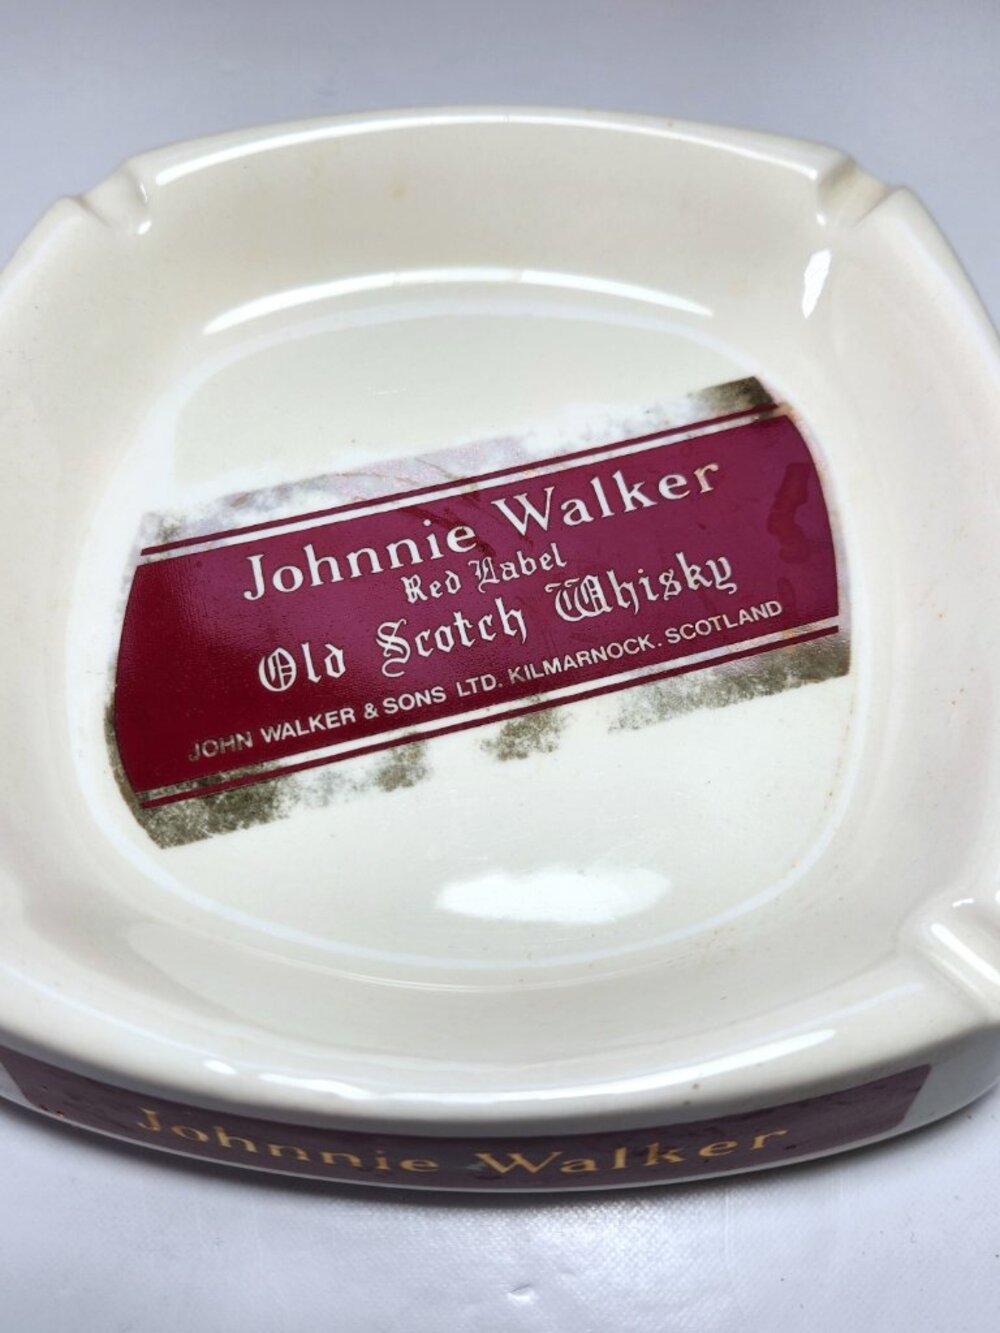 Johnnie Walker
Red Label
Old Scotch Whisky
JOHN WALKER & SONS LTD. KILMARNOCK. SCOTLAND
Johnnie Walker